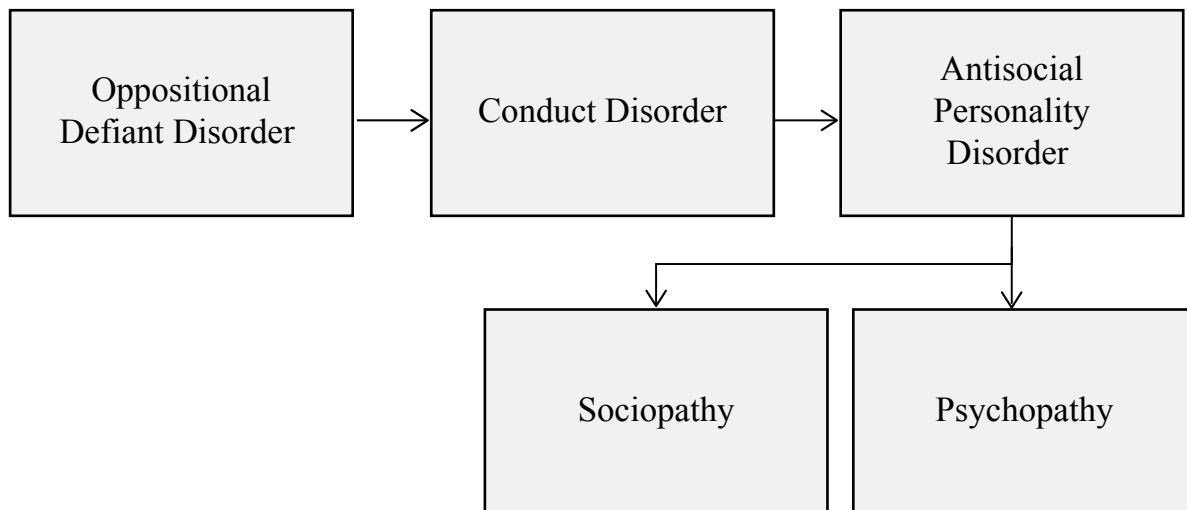 Oppositional
Defiant Disorder
Conduct Disorder
Antisocial
Personality
Disorder
Sociopathy
Psychopathy